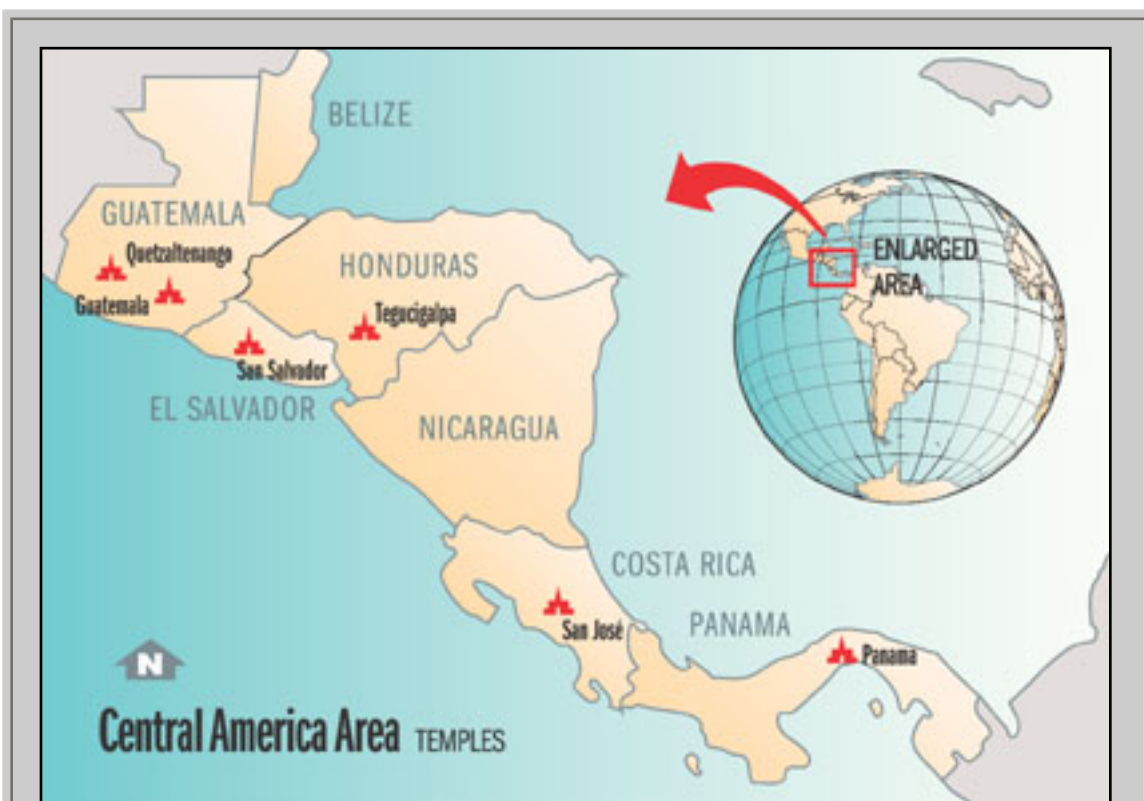 BELIZE
GUATEMALA
Quetzaltenango
Guatemala
HONDURAS
Tegucigalpa
San Salvador
EL SALVADOR
NICARAGUA
ENLARGED
AREA
COSTA RICA
San José
PANAMA
Panama
N
Central America Area TEMPLES